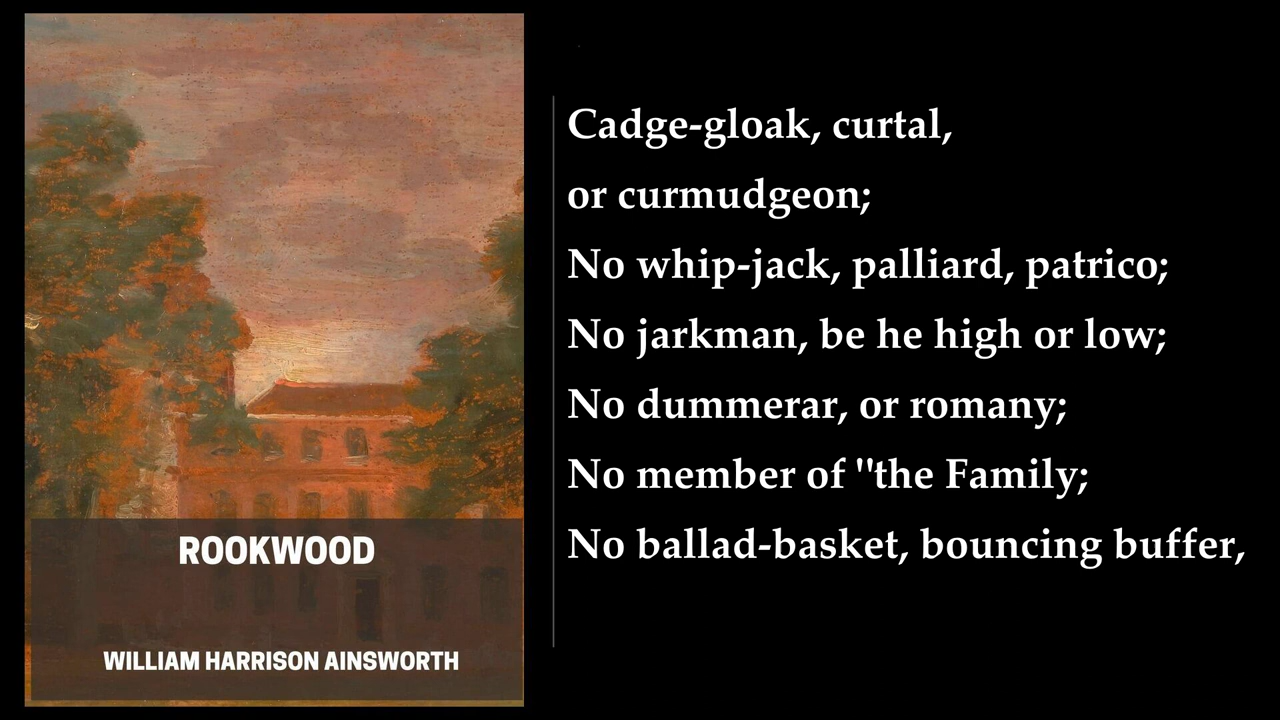 ROOKWOOD
WILLIAM HARRISON AINSWORTH
Cadge-gloak, curtal,
or curmudgeon;
No whip-jack, palliard, patrico;
No jarkman, be he high or low;
No dummerar, or romany;
No member of "the Family;
No ballad-basket, bouncing buffer,